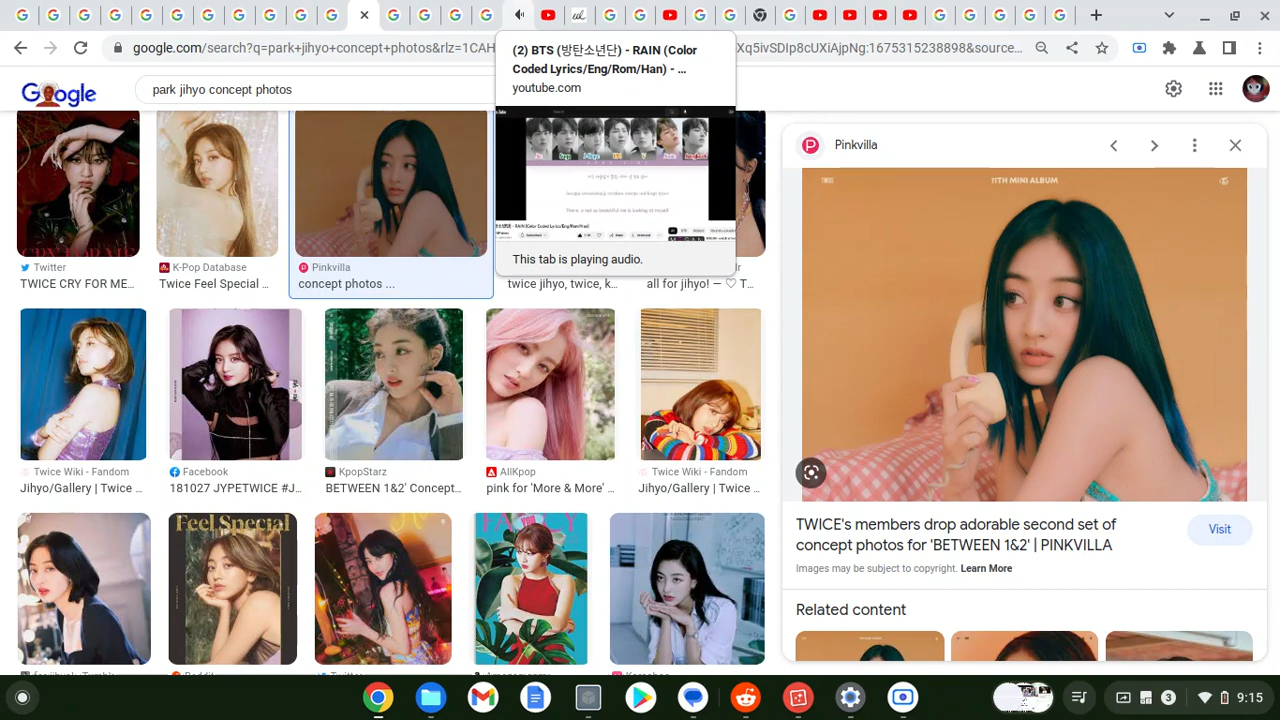 google.com/search?q=park+jihyo+concept+photos&rlz=1CAH
Xq5ivSDIp8cUXiAjpNg:1675315238898&source...
(2) BTS (방탄소년단) - RAIN (Color
Coded Lyrics/Eng/Rom/Han) - ...
youtube.com
This tab is playing audio.
Google
park jihyo concept photos
Pinkvilla
11TH MINI ALBUM
Twitter
TWICE CRY FOR ME...
K-Pop Database
Twice Feel Special ...
Pinkvilla
concept photos ...
twice jihyo, twice, k...
all for jihyo! — ♡ T...
Twice Wiki - Fandom
Jihyo/Gallery | Twice ...
Facebook
181027 JYPETWICE #J...
KpopStarz
BETWEEN 1&2' Concept...
AllKpop
pink for 'More & More' ...
Twice Wiki - Fandom
Jihyo/Gallery | Twice ...
Feel Special
FANCY
TWICE's members drop adorable second set of
concept photos for 'BETWEEN 1&2' | PINKVILLA
Visit
Images may be subject to copyright. Learn More
Related content
3
9:15